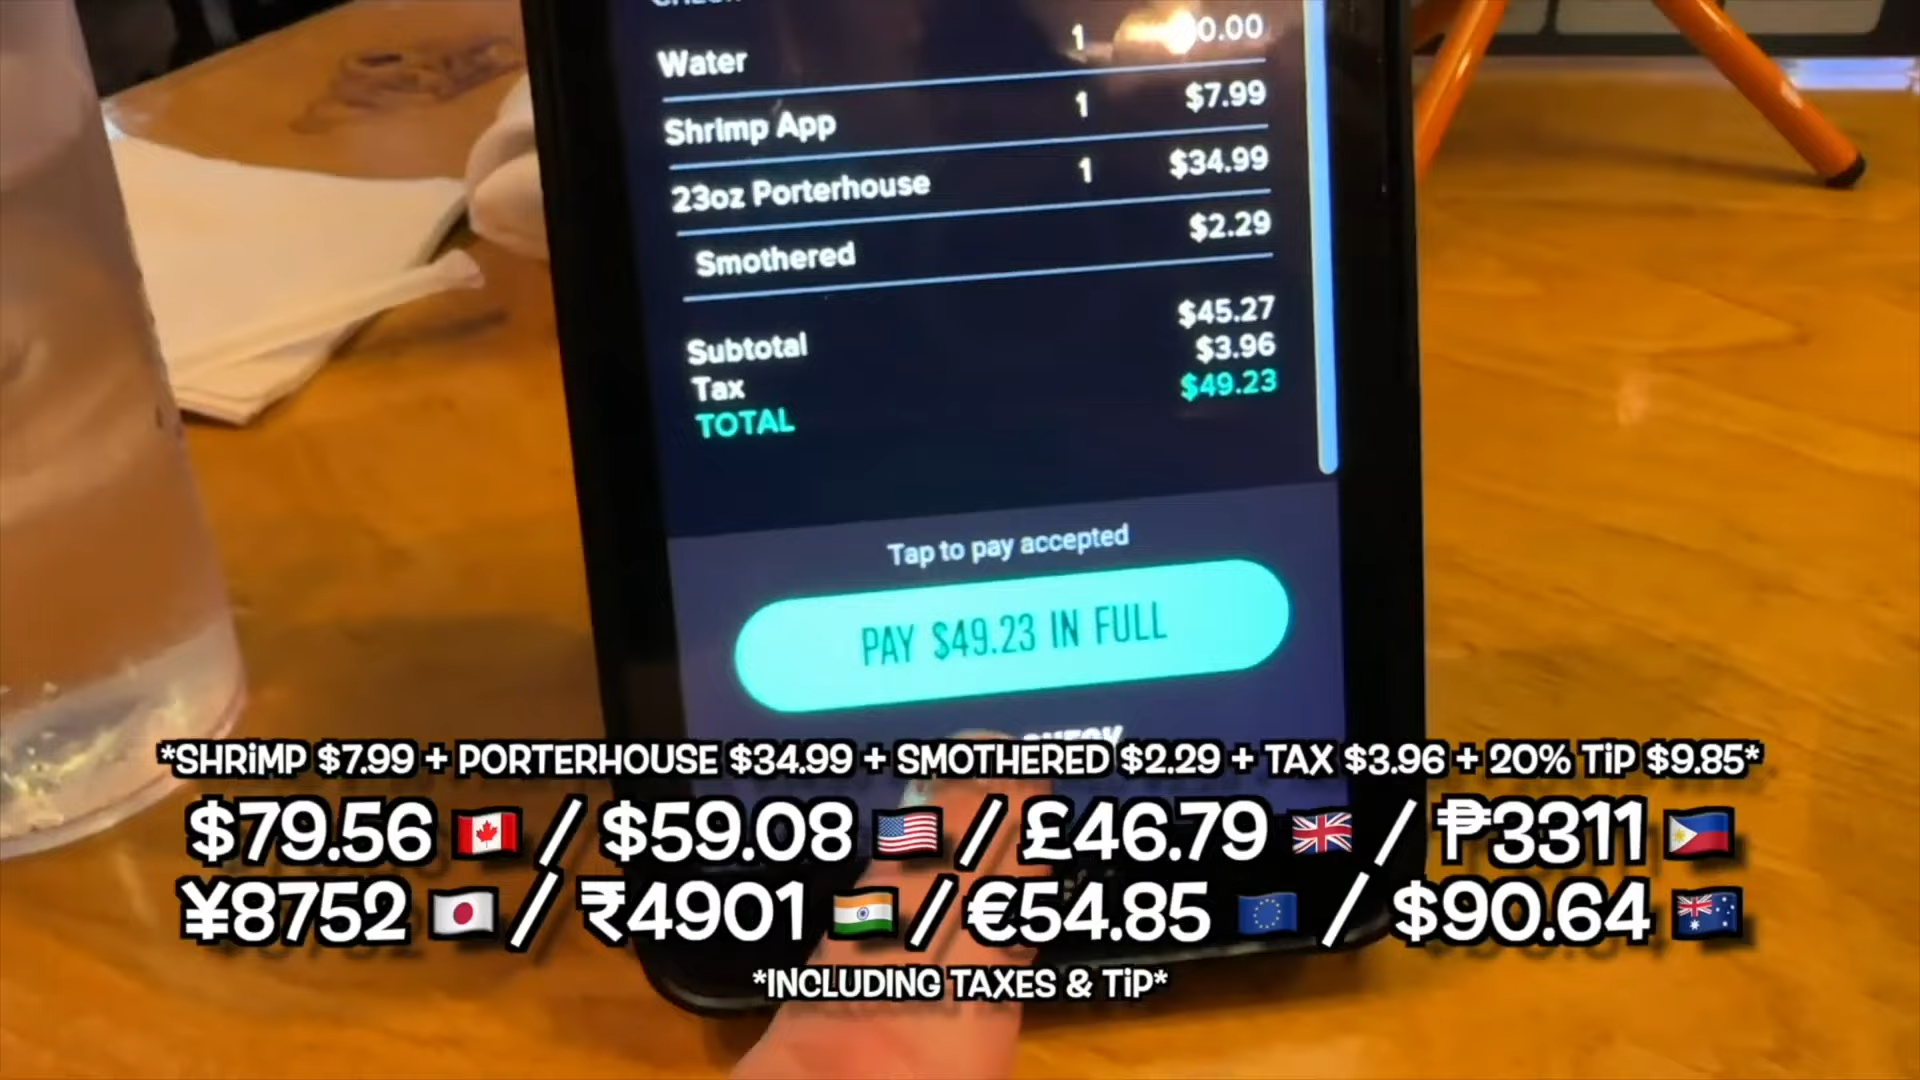 Water 1 0.00
Shrimp App 1 $7.99
23oz Porterhouse 1 $34.99
Smothered $2.29
Subtotal $45.27
Tax $3.96
TOTAL $49.23
Tap to pay accepted
PAY $49.23 IN FULL
CHECK
*SHRiMP $7.99 + PORTERHOUSE $34.99 + SMOTHERED $2.29 + TAX $3.96 + 20% TiP $9.85*
$79.56 / $59.08 / £46.79 / ₱3311
¥8752 / ₹4901 / €54.85 / $90.64
*INCLUDING TAXES & TiP*